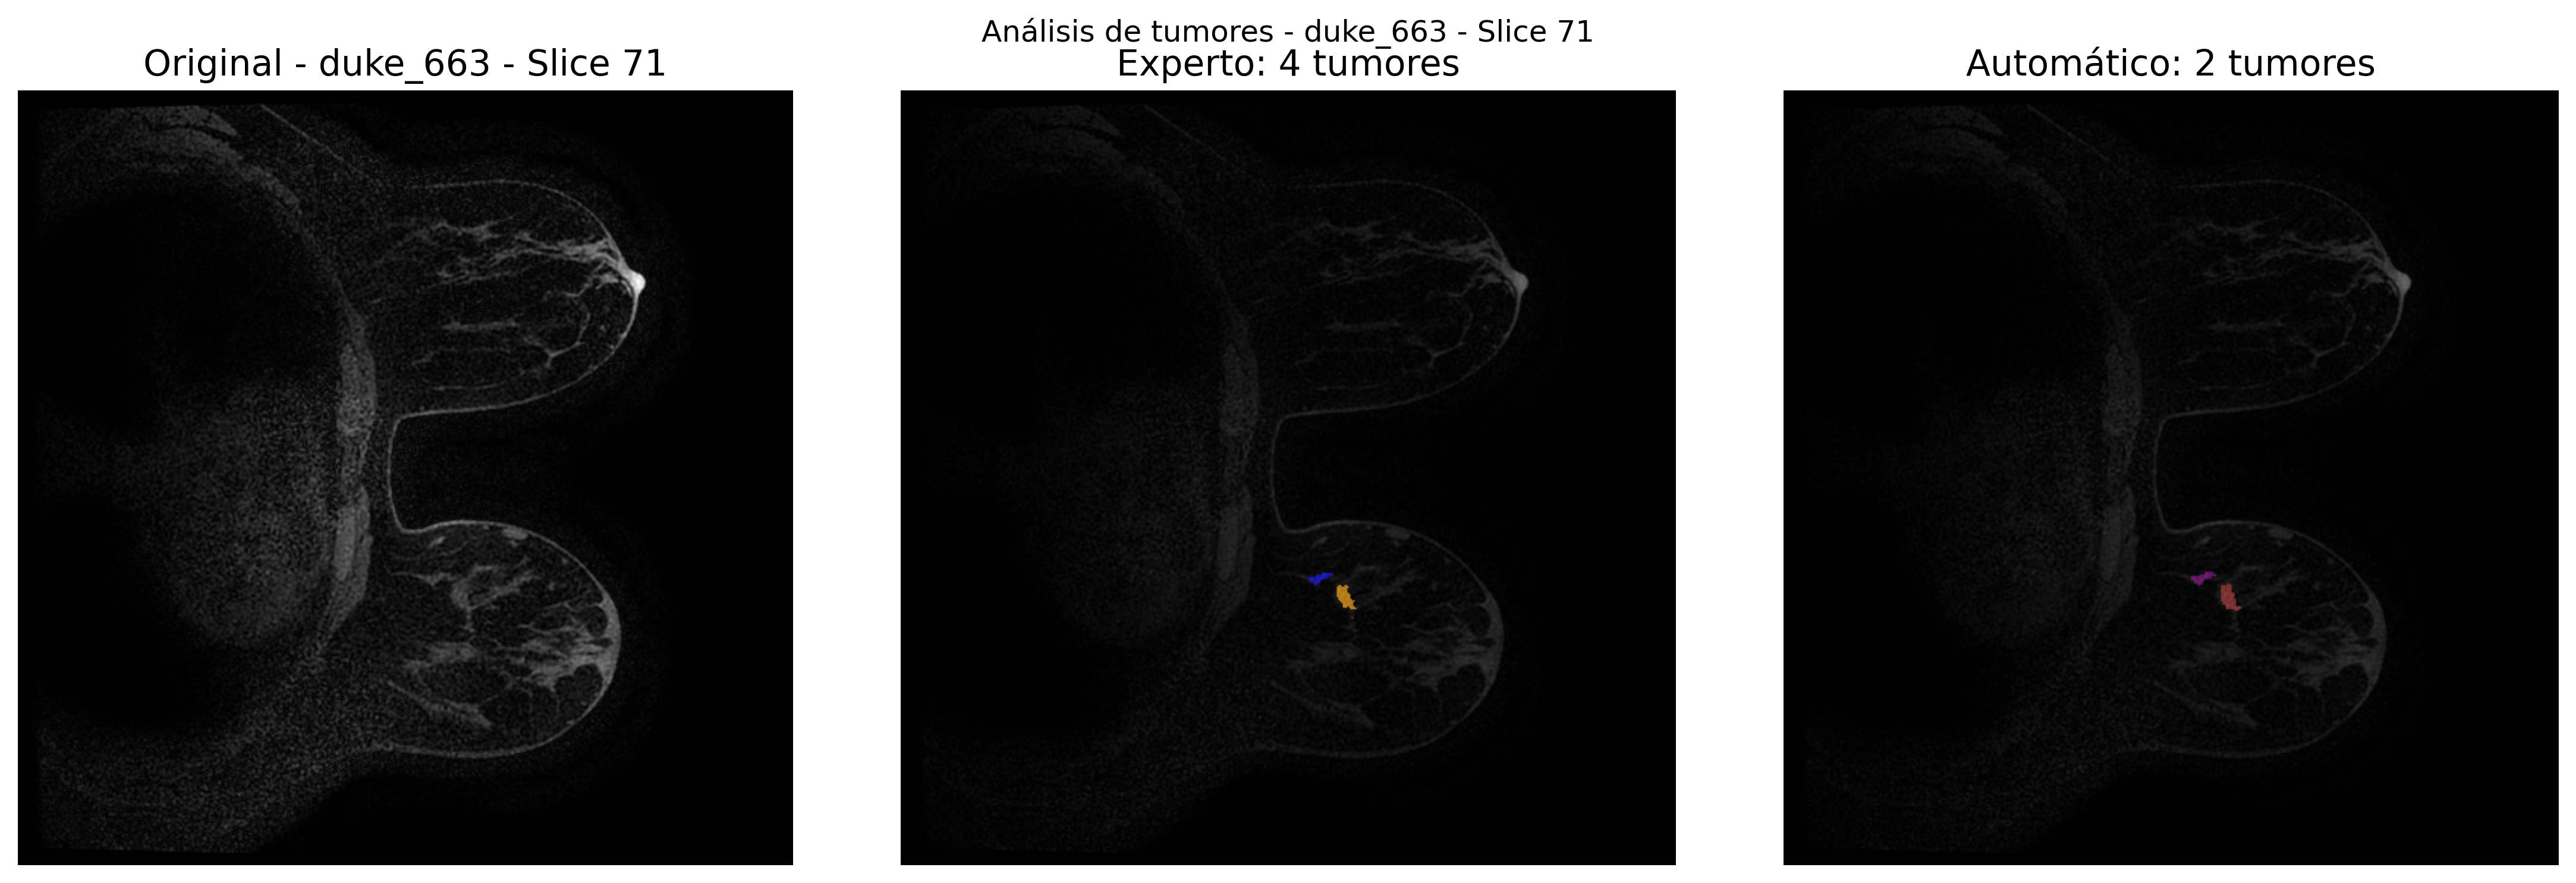 Análisis de tumores - duke_663 - Slice 71
Original - duke_663 - Slice 71
Experto: 4 tumores
Automático: 2 tumores